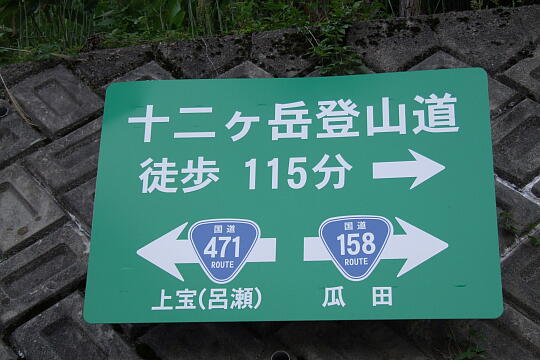 十二ヶ岳登山道
徒歩 115分
国道 国道
471 158
ROUTE ROUTE
上宝(呂瀬) 瓜田